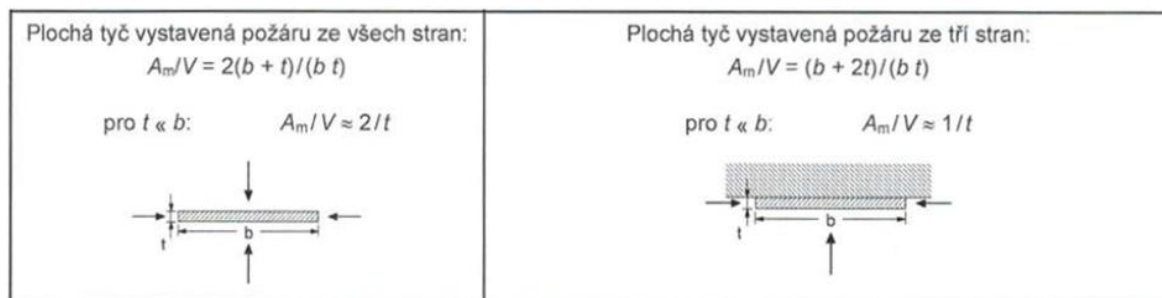 Plochá tyč vystavená požáru ze všech stran:
Am/V = 2(b + t)/(b t)
pro t « b: Am/V ≈ 2/t
t
b
Plochá tyč vystavená požáru ze tří stran:
Am/V = (b + 2t)/(b t)
pro t « b: Am/V ≈ 1/t
t
b